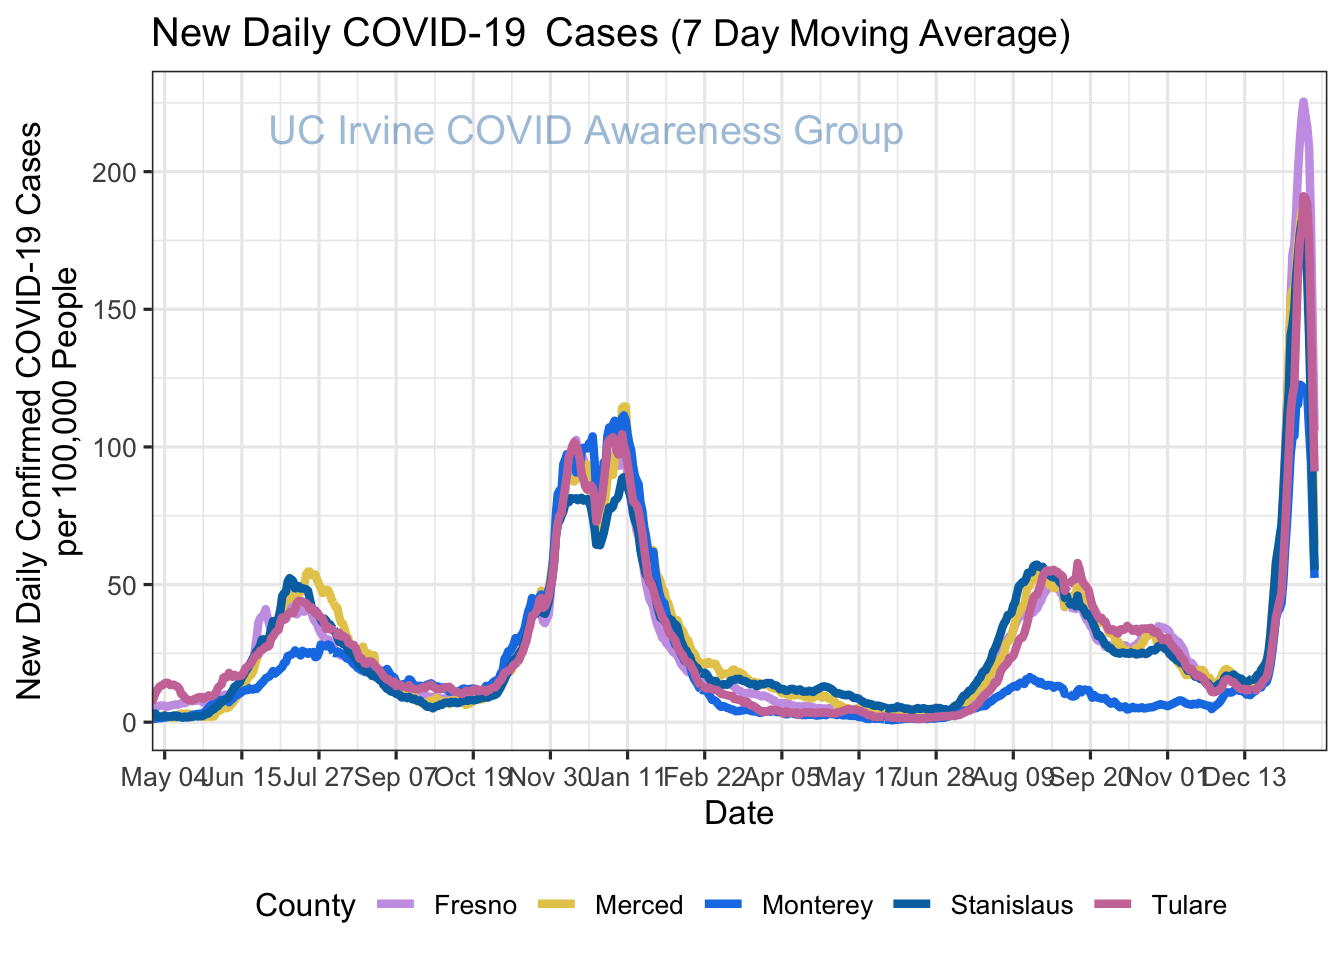 New Daily COVID-19 Cases (7 Day Moving Average)
UC Irvine COVID Awareness Group
New Daily Confirmed COVID-19 Cases
per 100,000 People
200
150
100
50
0
May 04 Jun 15 Jul 27 Sep 07 Oct 19 Nov 30 Jan 11 Feb 22 Apr 05 May 17 Jun 28 Aug 09 Sep 20 Nov 01 Dec 13
Date
County Fresno Merced Monterey Stanislaus Tulare